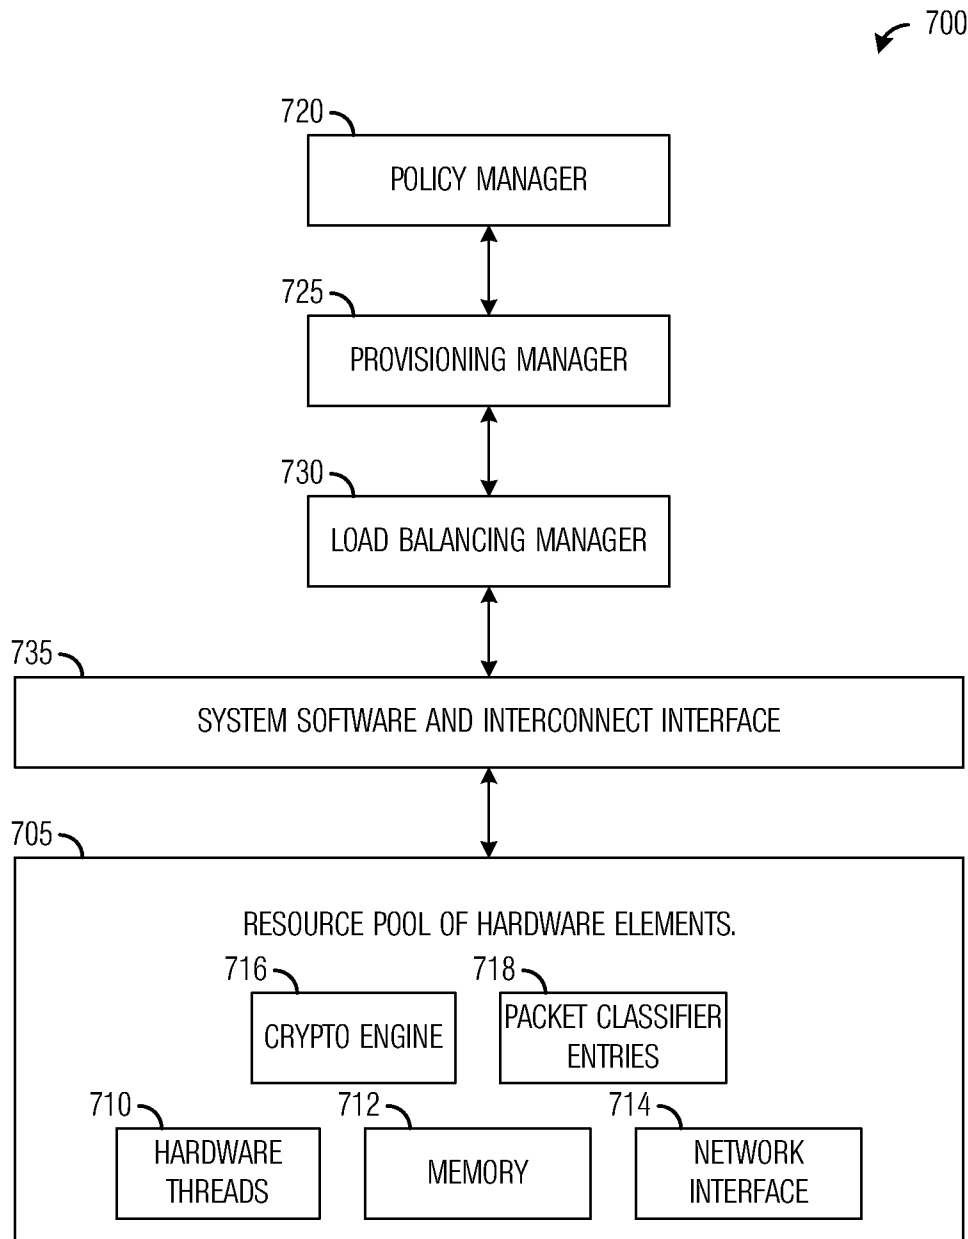 700
720
POLICY MANAGER
725
PROVISIONING MANAGER
730
LOAD BALANCING MANAGER
735
SYSTEM SOFTWARE AND INTERCONNECT INTERFACE
705
RESOURCE POOL OF HARDWARE ELEMENTS.
716
CRYPTO ENGINE
718
PACKET CLASSIFIER
ENTRIES
710
HARDWARE
THREADS
712
MEMORY
714
NETWORK
INTERFACE